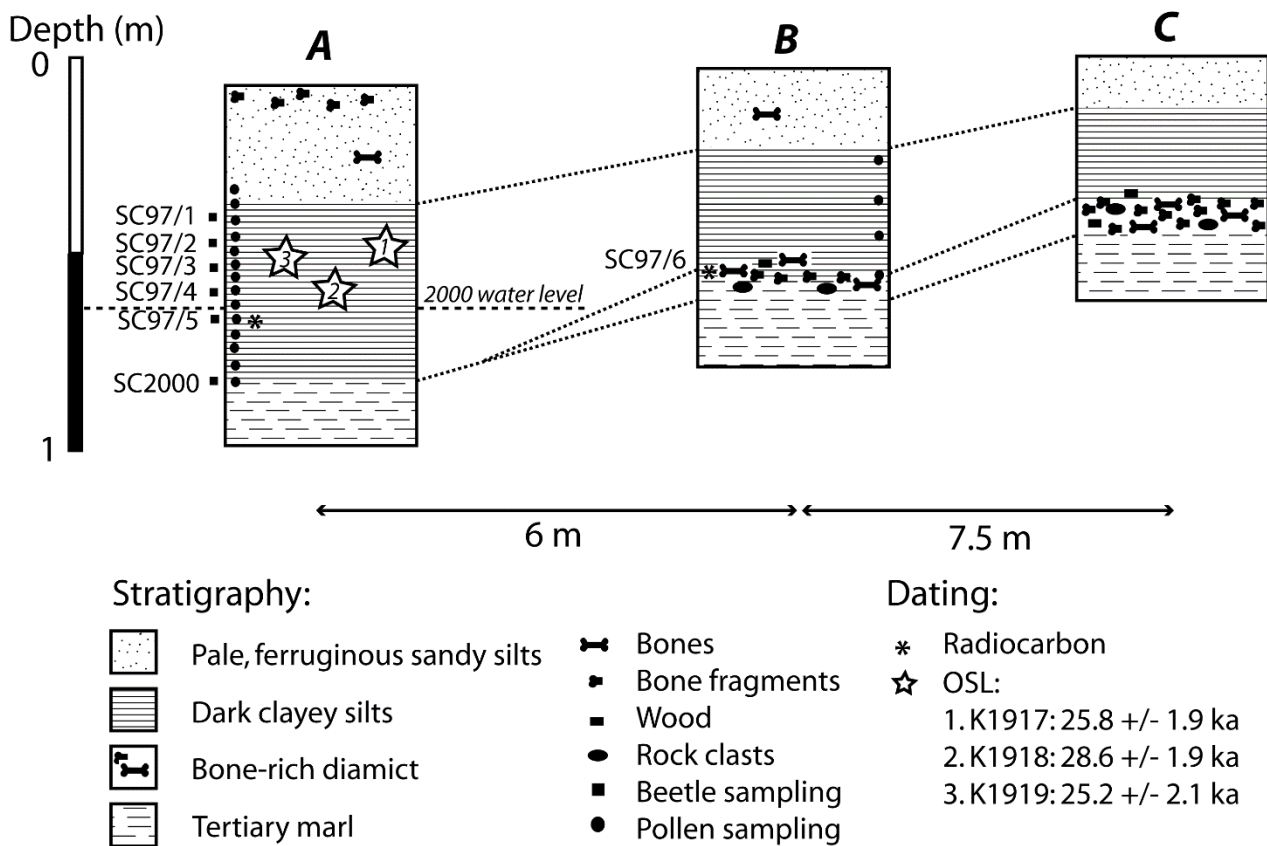 Depth (m)
0
A
B
C
SC97/1
SC97/2
SC97/3
SC97/4
SC97/5
SC2000
1
3
2
1
2000 water level
SC97/6
6 m
7.5 m
Stratigraphy:
Pale, ferruginous sandy silts
Dark clayey silts
Bone-rich diamict
Tertiary marl
Bones
Bone fragments
Wood
Rock clasts
Beetle sampling
Pollen sampling
Dating:
* Radiocarbon
OSL:
1. K1917: 25.8 +/- 1.9 ka
2. K1918: 28.6 +/- 1.9 ka
3. K1919: 25.2 +/- 2.1 ka